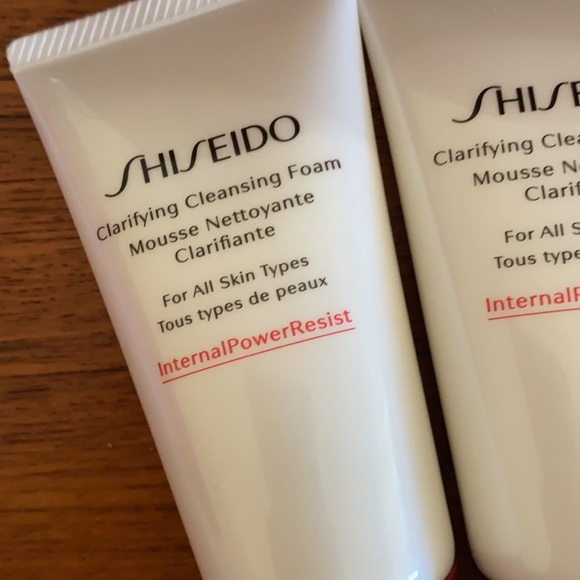 SHISEIDO
Clarifying Cleansing Foam
Mousse Nettoyante
Clarifiante
For All Skin Types
Tous types de peaux
InternalPowerResist
SHISE
Clarifying Clea
Mousse N
Clarif
For All S
Tous type
InternalP